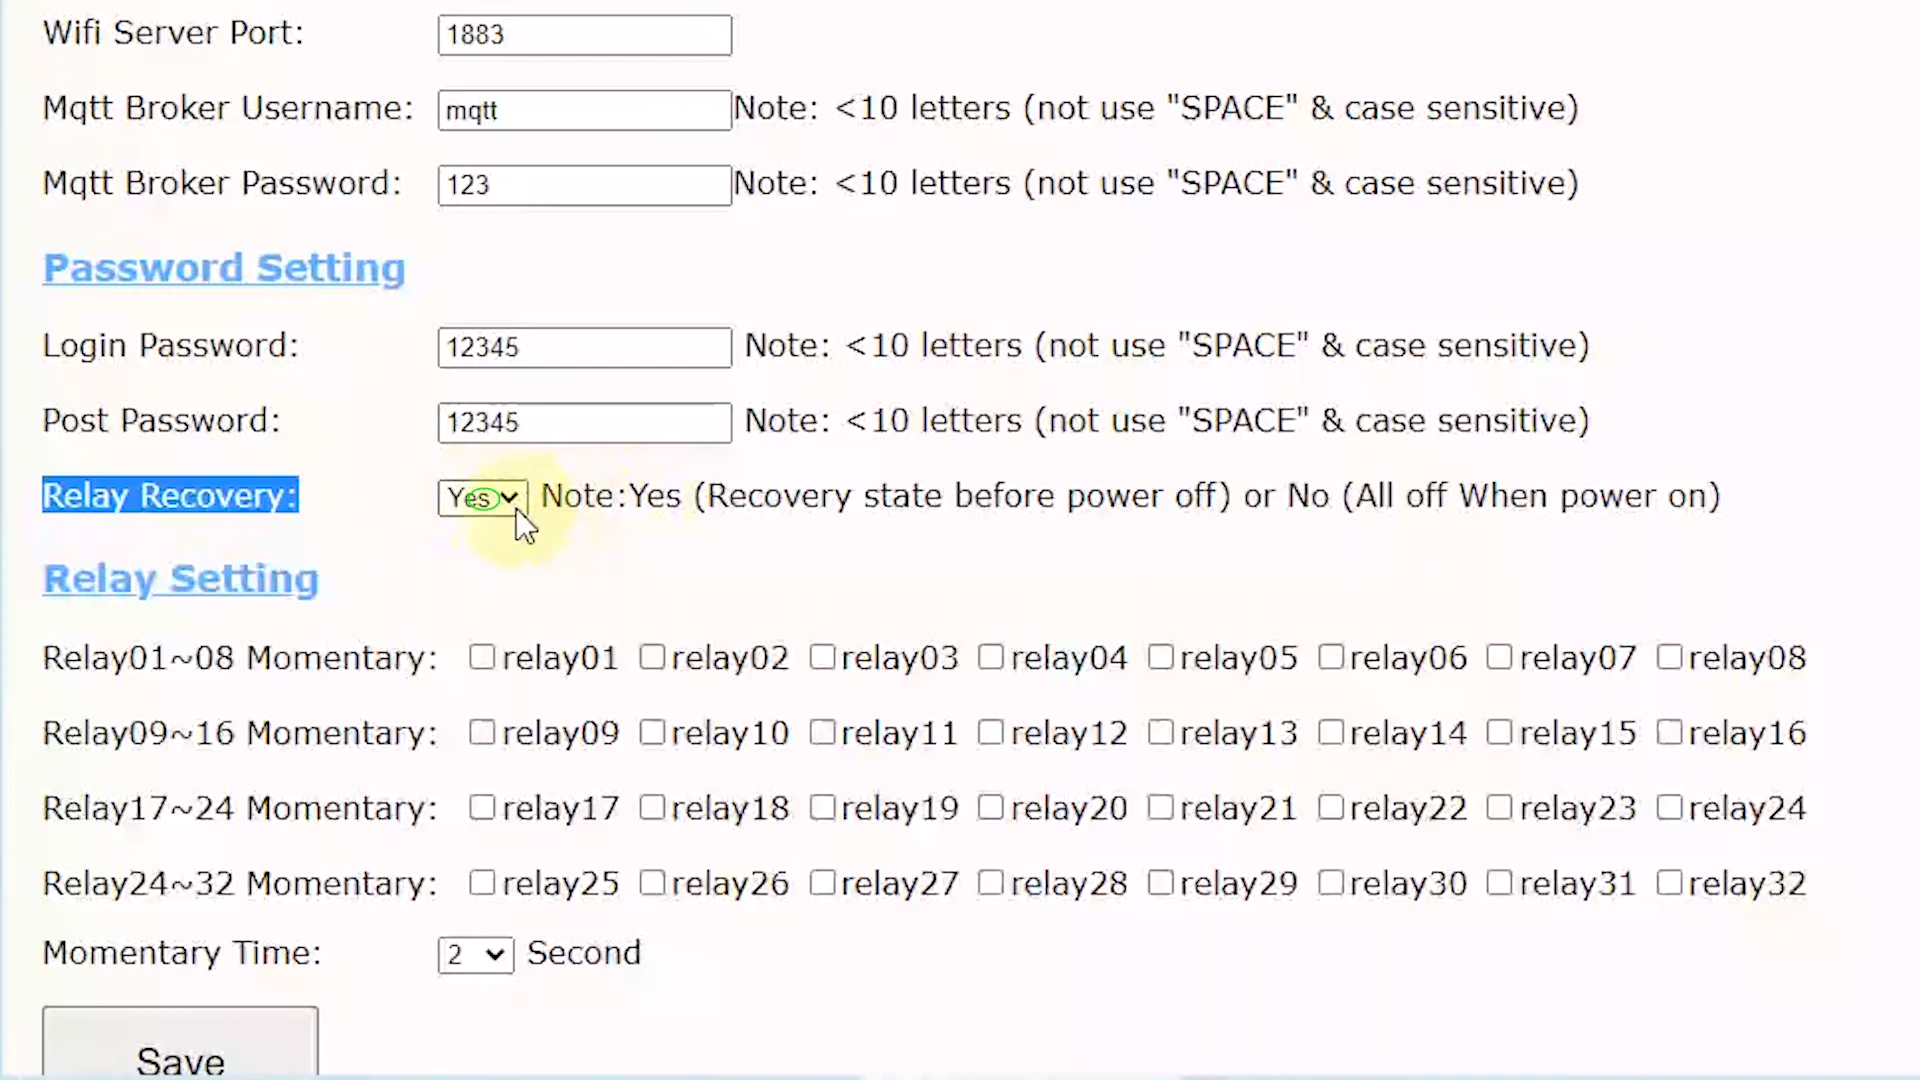 Wifi Server Port: 1883
Mqtt Broker Username: mqtt Note: <10 letters (not use "SPACE" & case sensitive)
Mqtt Broker Password: 123 Note: <10 letters (not use "SPACE" & case sensitive)
Password Setting
Login Password: 12345 Note: <10 letters (not use "SPACE" & case sensitive)
Post Password: 12345 Note: <10 letters (not use "SPACE" & case sensitive)
Relay Recovery: Yes Note:Yes (Recovery state before power off) or No (All off When power on)
Relay Setting
Relay01~08 Momentary: relay01 relay02 relay03 relay04 relay05 relay06 relay07 relay08
Relay09~16 Momentary: relay09 relay10 relay11 relay12 relay13 relay14 relay15 relay16
Relay17~24 Momentary: relay17 relay18 relay19 relay20 relay21 relay22 relay23 relay24
Relay24~32 Momentary: relay25 relay26 relay27 relay28 relay29 relay30 relay31 relay32
Momentary Time: 2 Second
Save